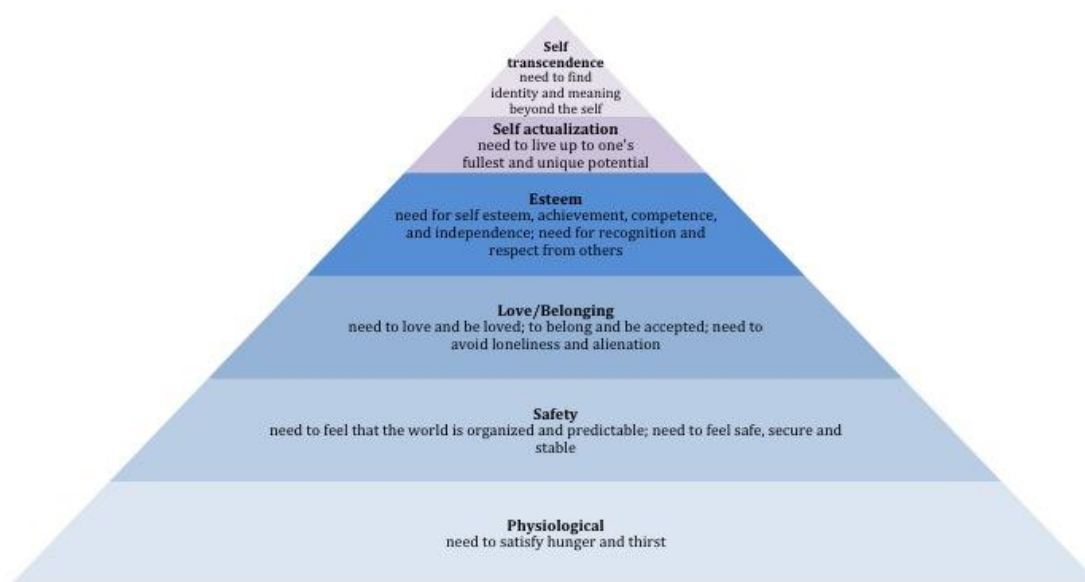 Self
transcendence
need to find
identity and meaning
beyond the self
Self actualization
need to live up to one's
fullest and unique potential
Esteem
need for self esteem, achievement, competence,
and independence; need for recognition and
respect from others
Love/Belonging
need to love and be loved; to belong and be accepted; need to
avoid loneliness and alienation
Safety
need to feel that the world is organized and predictable; need to feel safe, secure and
stable
Physiological
need to satisfy hunger and thirst